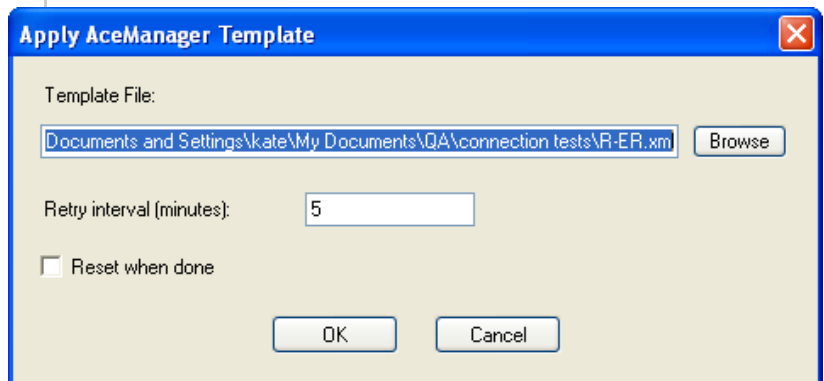 Apply AceManager Template
Template File:
Documents and Settings\kate\My Documents\QA\connection tests\R-ER.xml
Browse
Retry interval (minutes):
5
Reset when done
OK
Cancel